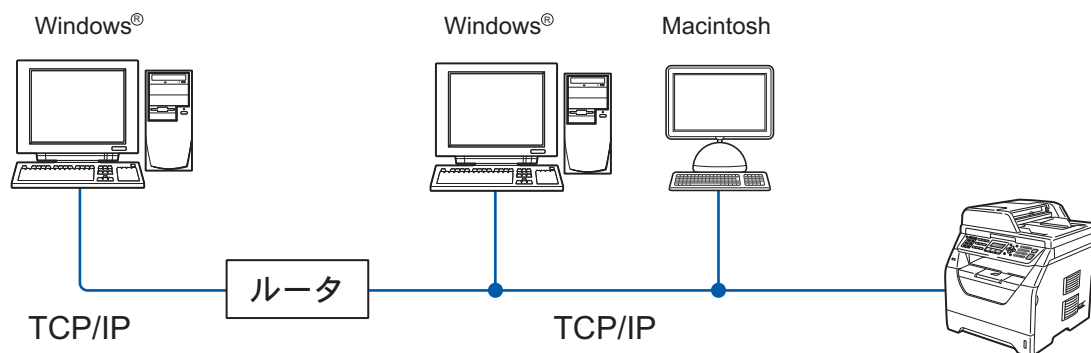 Windows®
Windows®
Macintosh
ルータ
TCP/IP
TCP/IP